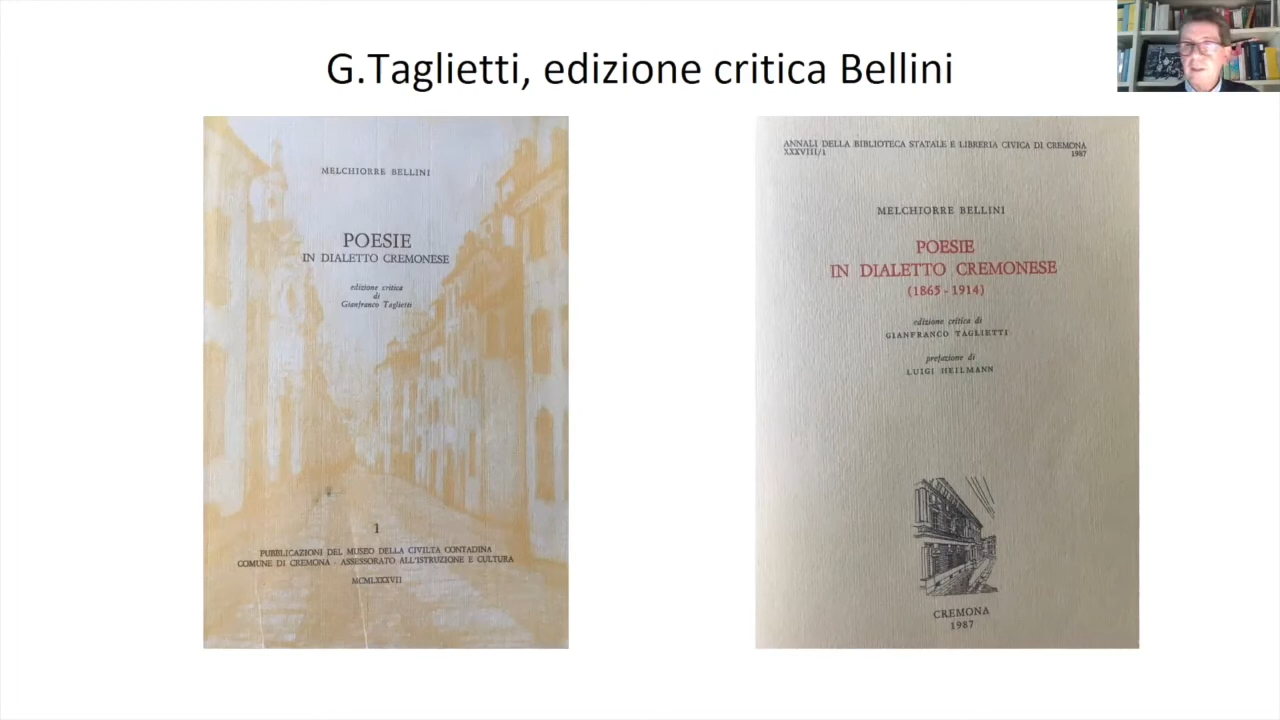 G.Taglietti, edizione critica Bellini
MELCHIORRE BELLINI
POESIE
IN DIALETTO CREMONESE
edizione critica
di
Gianfranco Taglietti
1
PUBBLICAZIONI DEL MUSEO DELLA CIVILTÀ CONTADINA
COMUNE DI CREMONA - ASSESSORATO ALL'ISTRUZIONE E CULTURA
MCMLXXXVII
ANNALI DELLA BIBLIOTECA STATALE E LIBRERIA CIVICA DI CREMONA
XXXVIII/1 1987
MELCHIORRE BELLINI
POESIE
IN DIALETTO CREMONESE
(1865 - 1914)
edizione critica di
GIANFRANCO TAGLIETTI
prefazione di
LUIGI HEILMANN
CREMONA
1987